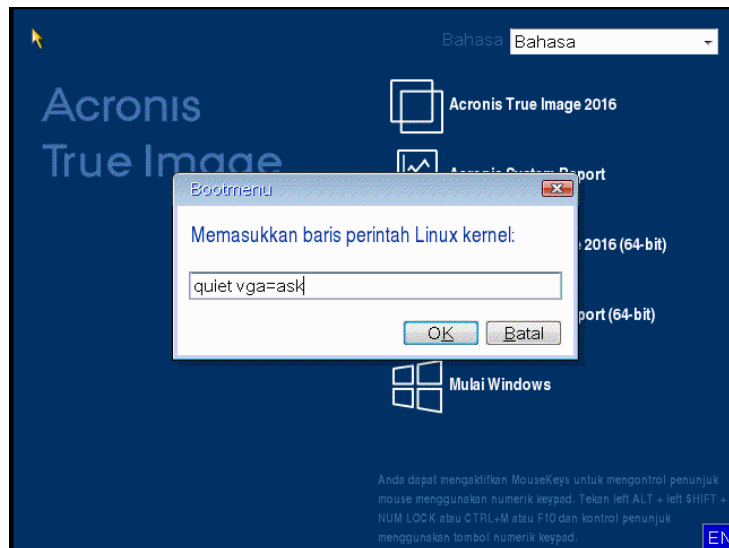 Bahasa Bahasa
Acronis
True Image
Acronis True Image 2016
Acronis System Report
Bootmenu
Memasukkan baris perintah Linux kernel:
quiet vga=ask
2016 (64-bit)
OK Batal
port (64-bit)
Mulai Windows
Anda dapat mengaktifkan MouseKeys untuk mengontrol penunjuk
mouse menggunakan numerik keypad. Tekan left ALT + left SHIFT +
NUM LOCK atau CTRL+M atau F10 dan kontrol penunjuk
menggunakan tombol numerik keypad.
EN